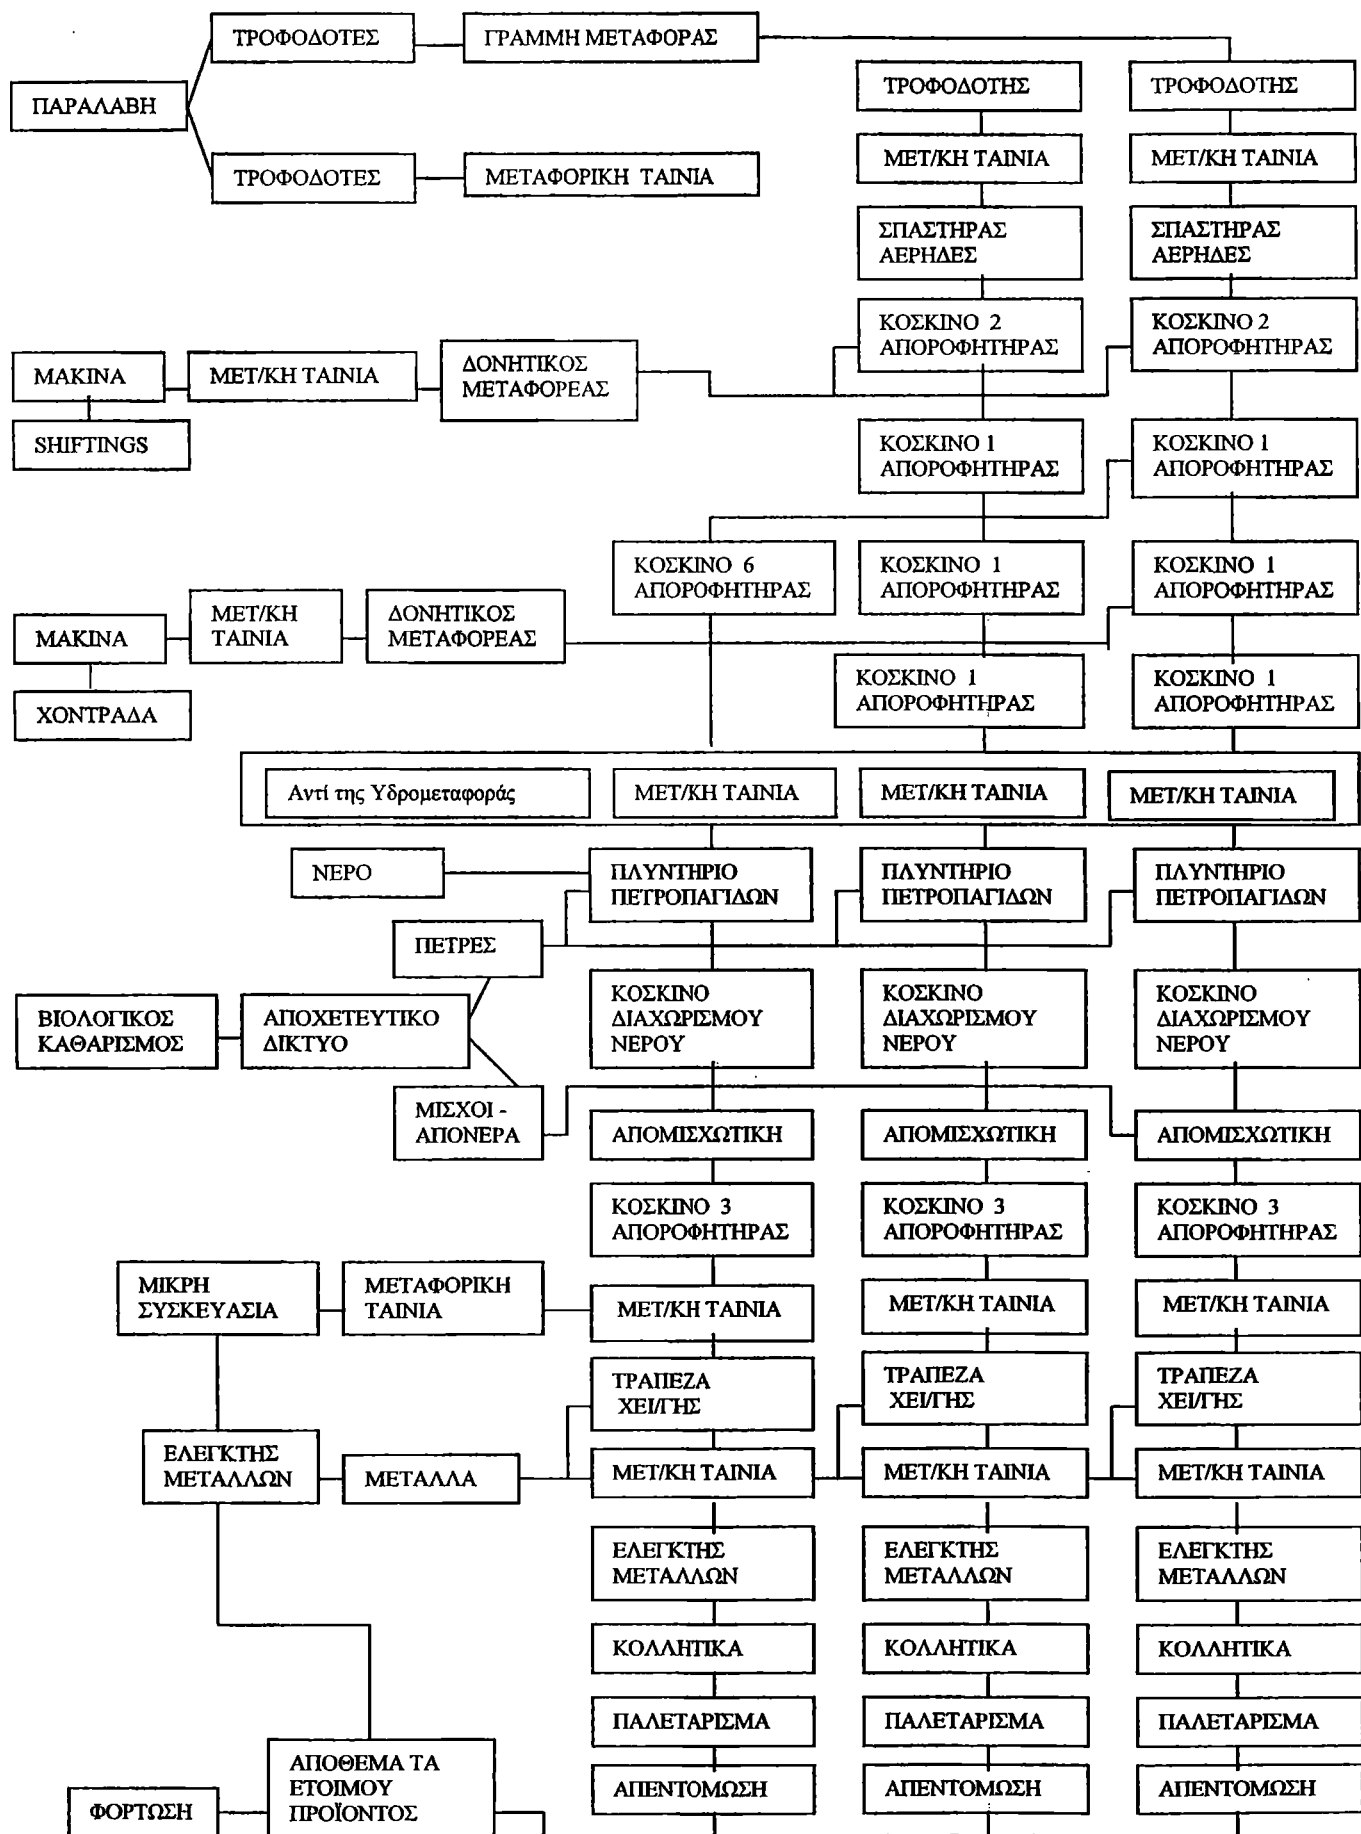 ΤΡΟΦΟΔΟΤΕΣ
ΓΡΑΜΜΗ ΜΕΤΑΦΟΡΑΣ
ΠΑΡΑΛΑΒΗ
ΤΡΟΦΟΔΟΤΗΣ
ΤΡΟΦΟΔΟΤΗΣ
ΤΡΟΦΟΔΟΤΕΣ
ΜΕΤΑΦΟΡΙΚΗ ΤΑΙΝΙΑ
ΜΕΤ/ΚΗ ΤΑΙΝΙΑ
ΜΕΤ/ΚΗ ΤΑΙΝΙΑ
ΣΠΑΣΤΗΡΑΣ
ΑΕΡΗΔΕΣ
ΣΠΑΣΤΗΡΑΣ
ΑΕΡΗΔΕΣ
ΚΟΣΚΙΝΟ 2
ΑΠΟΡΟΦΗΤΗΡΑΣ
ΚΟΣΚΙΝΟ 2
ΑΠΟΡΟΦΗΤΗΡΑΣ
ΜΑΚΙΝΑ
ΜΕΤ/ΚΗ ΤΑΙΝΙΑ
ΔΟΝΗΤΙΚΟΣ
ΜΕΤΑΦΟΡΕΑΣ
SHIFTINGS
ΚΟΣΚΙΝΟ 1
ΑΠΟΡΟΦΗΤΗΡΑΣ
ΚΟΣΚΙΝΟ 1
ΑΠΟΡΟΦΗΤΗΡΑΣ
ΚΟΣΚΙΝΟ 6
ΑΠΟΡΟΦΗΤΗΡΑΣ
ΚΟΣΚΙΝΟ 1
ΑΠΟΡΟΦΗΤΗΡΑΣ
ΚΟΣΚΙΝΟ 1
ΑΠΟΡΟΦΗΤΗΡΑΣ
ΜΑΚΙΝΑ
ΜΕΤ/ΚΗ
ΤΑΙΝΙΑ
ΔΟΝΗΤΙΚΟΣ
ΜΕΤΑΦΟΡΕΑΣ
ΧΟΝΤΡΑΔΑ
ΚΟΣΚΙΝΟ 1
ΑΠΟΡΟΦΗΤΗΡΑΣ
ΚΟΣΚΙΝΟ 1
ΑΠΟΡΟΦΗΤΗΡΑΣ
Αντί της Υδρομεταφοράς
ΜΕΤ/ΚΗ ΤΑΙΝΙΑ
ΜΕΤ/ΚΗ ΤΑΙΝΙΑ
ΜΕΤ/ΚΗ ΤΑΙΝΙΑ
ΝΕΡΟ
ΠΛΥΝΤΗΡΙΟ
ΠΕΤΡΟΠΑΓΙΔΩΝ
ΠΛΥΝΤΗΡΙΟ
ΠΕΤΡΟΠΑΓΙΔΩΝ
ΠΛΥΝΤΗΡΙΟ
ΠΕΤΡΟΠΑΓΙΔΩΝ
ΠΕΤΡΕΣ
ΒΙΟΛΟΓΙΚΟΣ
ΚΑΘΑΡΙΣΜΟΣ
ΑΠΟΧΕΤΕΥΤΙΚΟ
ΔΙΚΤΥΟ
ΚΟΣΚΙΝΟ
ΔΙΑΧΩΡΙΣΜΟΥ
ΝΕΡΟΥ
ΚΟΣΚΙΝΟ
ΔΙΑΧΩΡΙΣΜΟΥ
ΝΕΡΟΥ
ΚΟΣΚΙΝΟ
ΔΙΑΧΩΡΙΣΜΟΥ
ΝΕΡΟΥ
ΜΙΣΧΟΙ -
ΑΠΟΝΕΡΑ
ΑΠΟΜΙΣΧΩΤΙΚΗ
ΑΠΟΜΙΣΧΩΤΙΚΗ
ΑΠΟΜΙΣΧΩΤΙΚΗ
ΚΟΣΚΙΝΟ 3
ΑΠΟΡΟΦΗΤΗΡΑΣ
ΚΟΣΚΙΝΟ 3
ΑΠΟΡΟΦΗΤΗΡΑΣ
ΚΟΣΚΙΝΟ 3
ΑΠΟΡΟΦΗΤΗΡΑΣ
ΜΙΚΡΗ
ΣΥΣΚΕΥΑΣΙΑ
ΜΕΤΑΦΟΡΙΚΗ
ΤΑΙΝΙΑ
ΜΕΤ/ΚΗ ΤΑΙΝΙΑ
ΜΕΤ/ΚΗ ΤΑΙΝΙΑ
ΜΕΤ/ΚΗ ΤΑΙΝΙΑ
ΤΡΑΠΕΖΑ
ΧΕΙ/ΓΗΣ
ΤΡΑΠΕΖΑ
ΧΕΙ/ΓΗΣ
ΤΡΑΠΕΖΑ
ΧΕΙ/ΓΗΣ
ΕΛΕΓΚΤΗΣ
ΜΕΤΑΛΛΩΝ
ΜΕΤΑΛΛΑ
ΜΕΤ/ΚΗ ΤΑΙΝΙΑ
ΜΕΤ/ΚΗ ΤΑΙΝΙΑ
ΜΕΤ/ΚΗ ΤΑΙΝΙΑ
ΕΛΕΓΚΤΗΣ
ΜΕΤΑΛΛΩΝ
ΕΛΕΓΚΤΗΣ
ΜΕΤΑΛΛΩΝ
ΕΛΕΓΚΤΗΣ
ΜΕΤΑΛΛΩΝ
ΚΟΛΛΗΤΙΚΑ
ΚΟΛΛΗΤΙΚΑ
ΚΟΛΛΗΤΙΚΑ
ΠΑΛΕΤΑΡΙΣΜΑ
ΠΑΛΕΤΑΡΙΣΜΑ
ΠΑΛΕΤΑΡΙΣΜΑ
ΦΟΡΤΩΣΗ
ΑΠΟΘΕΜΑ ΤΑ
ΕΤΟΙΜΟΥ
ΠΡΟΪΟΝΤΟΣ
ΑΠΕΝΤΟΜΩΣΗ
ΑΠΕΝΤΟΜΩΣΗ
ΑΠΕΝΤΟΜΩΣΗ